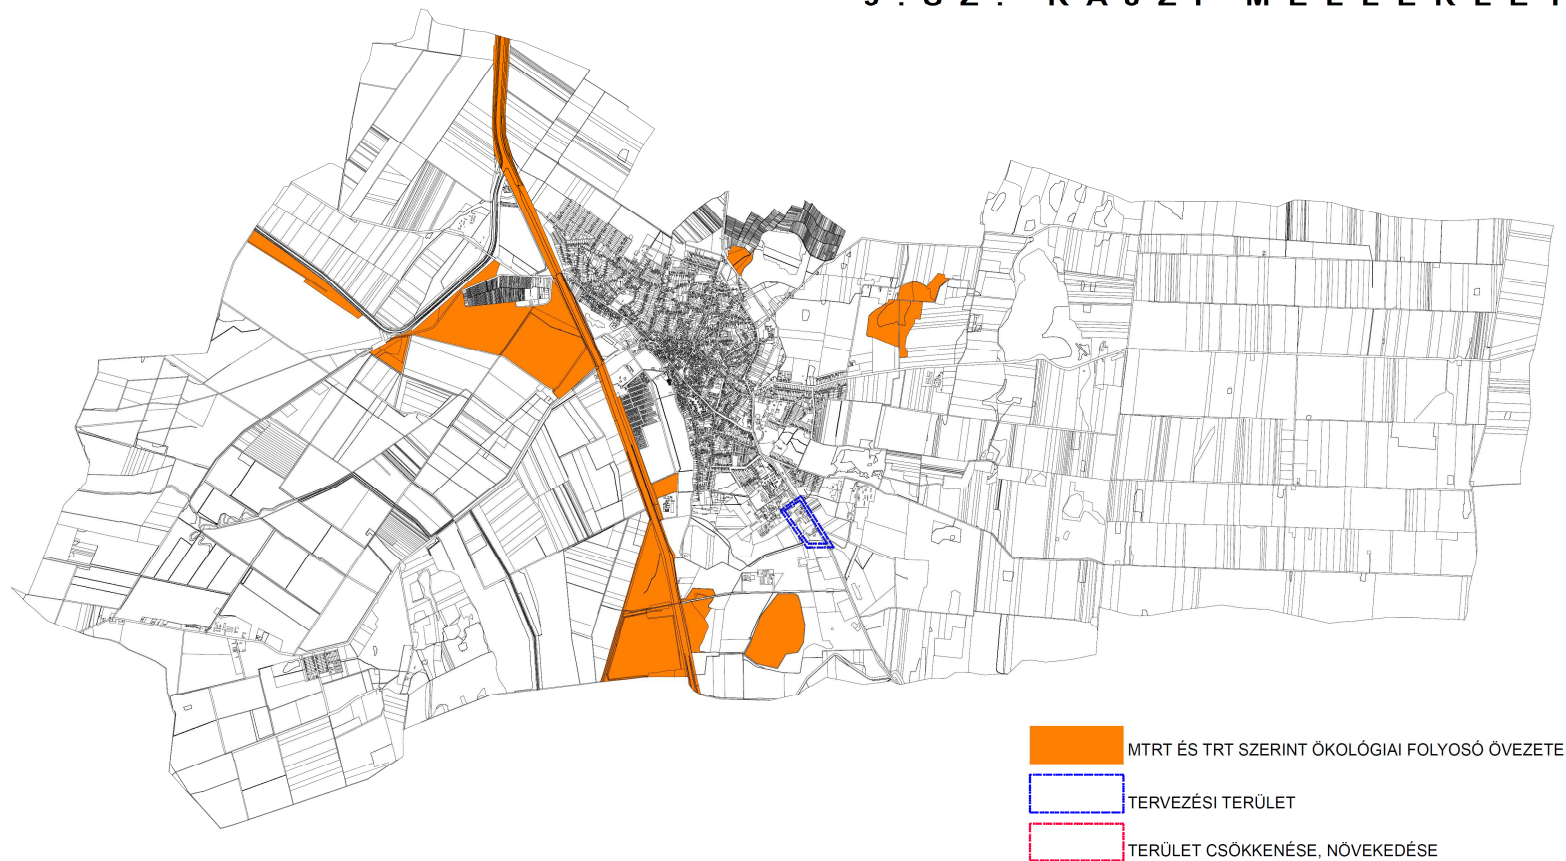 MTRT ÉS TRT SZERINT ÖKOLÓGIAI FOLYOSÓ ÖVEZETE
TERVEZÉSI TERÜLET
TERÜLET CSÖKKENÉSE, NÖVEKEDÉSE